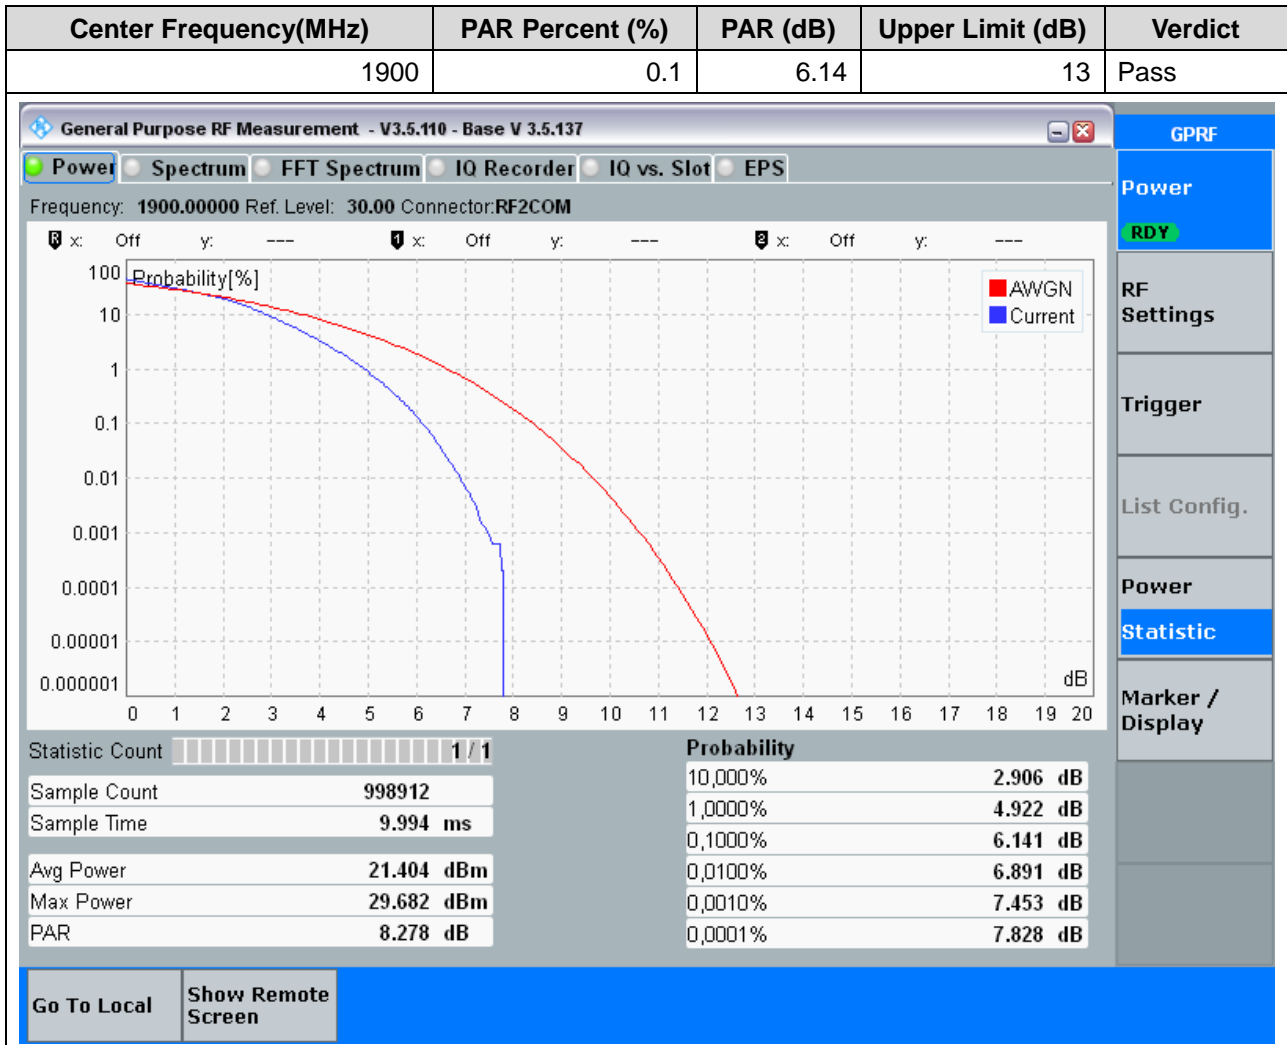 Center Frequency(MHz) PAR Percent (%) PAR (dB) Upper Limit (dB) Verdict
1900 0.1 6.14 13 Pass
General Purpose RF Measurement - V3.5.110 - Base V 3.5.137
GPRF
Power Spectrum FFT Spectrum IQ Recorder IQ vs. Slot EPS
Power
RDY
Frequency: 1900.00000 Ref. Level: 30.00 Connector:RF2COM
R x: Off y: --- 1 x: Off y: --- 2 x: Off y: ---
Probability[%]
AWGN
Current
100
10
1
0.1
0.01
0.001
0.0001
0.00001
0.000001
dB
0 1 2 3 4 5 6 7 8 9 10 11 12 13 14 15 16 17 18 19 20
RF
Settings
Trigger
List Config.
Power
Statistic
Marker /
Display
Statistic Count 1 / 1
Sample Count 998912
Sample Time 9.994 ms
Avg Power 21.404 dBm
Max Power 29.682 dBm
PAR 8.278 dB
Probability
10,000% 2.906 dB
1,0000% 4.922 dB
0,1000% 6.141 dB
0,0100% 6.891 dB
0,0010% 7.453 dB
0,0001% 7.828 dB
Go To Local
Show Remote
Screen